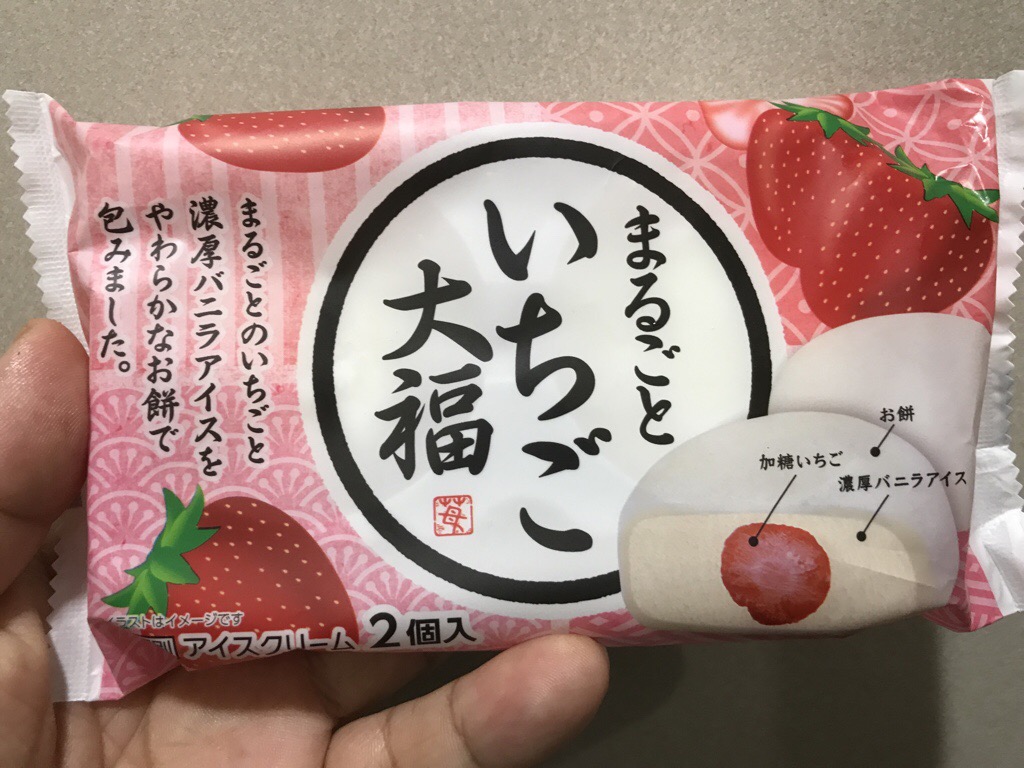 まるごと
いちご
大福
苺
まるごとのいちごと
濃厚バニラアイスを
やわらかなお餅で
包みました。
お餅
加糖いちご
濃厚バニラアイス
ラストはイメージです
アイスクリーム 2個入